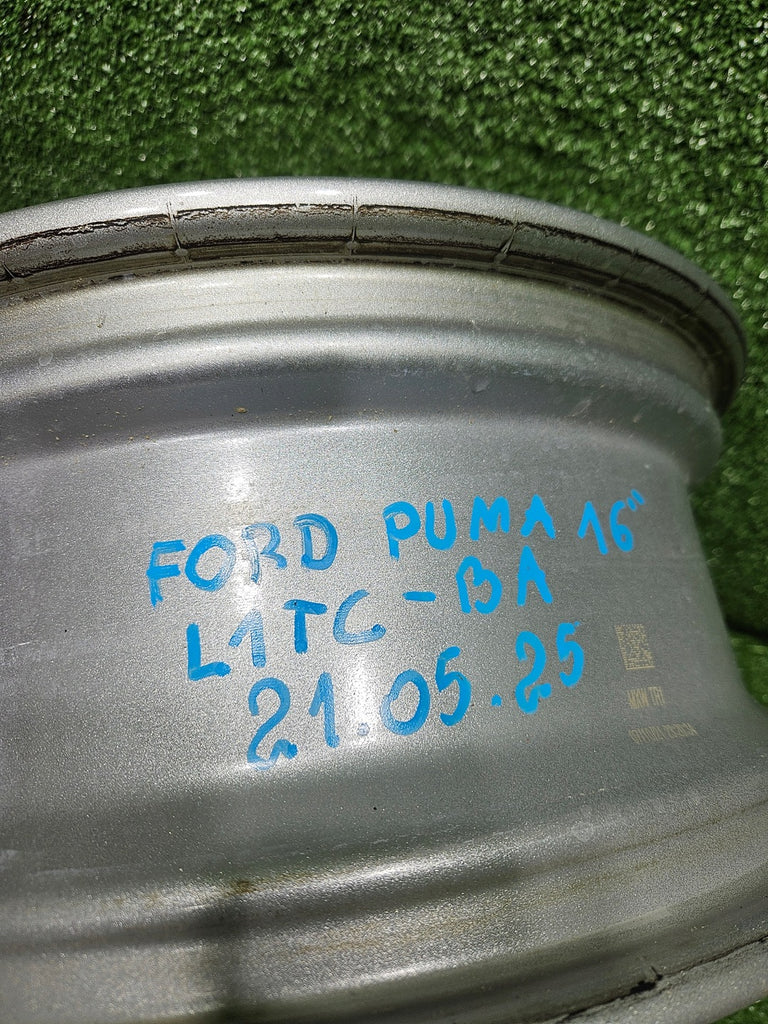 FORD PUMA 16"
L1TC-BA
21.05.25